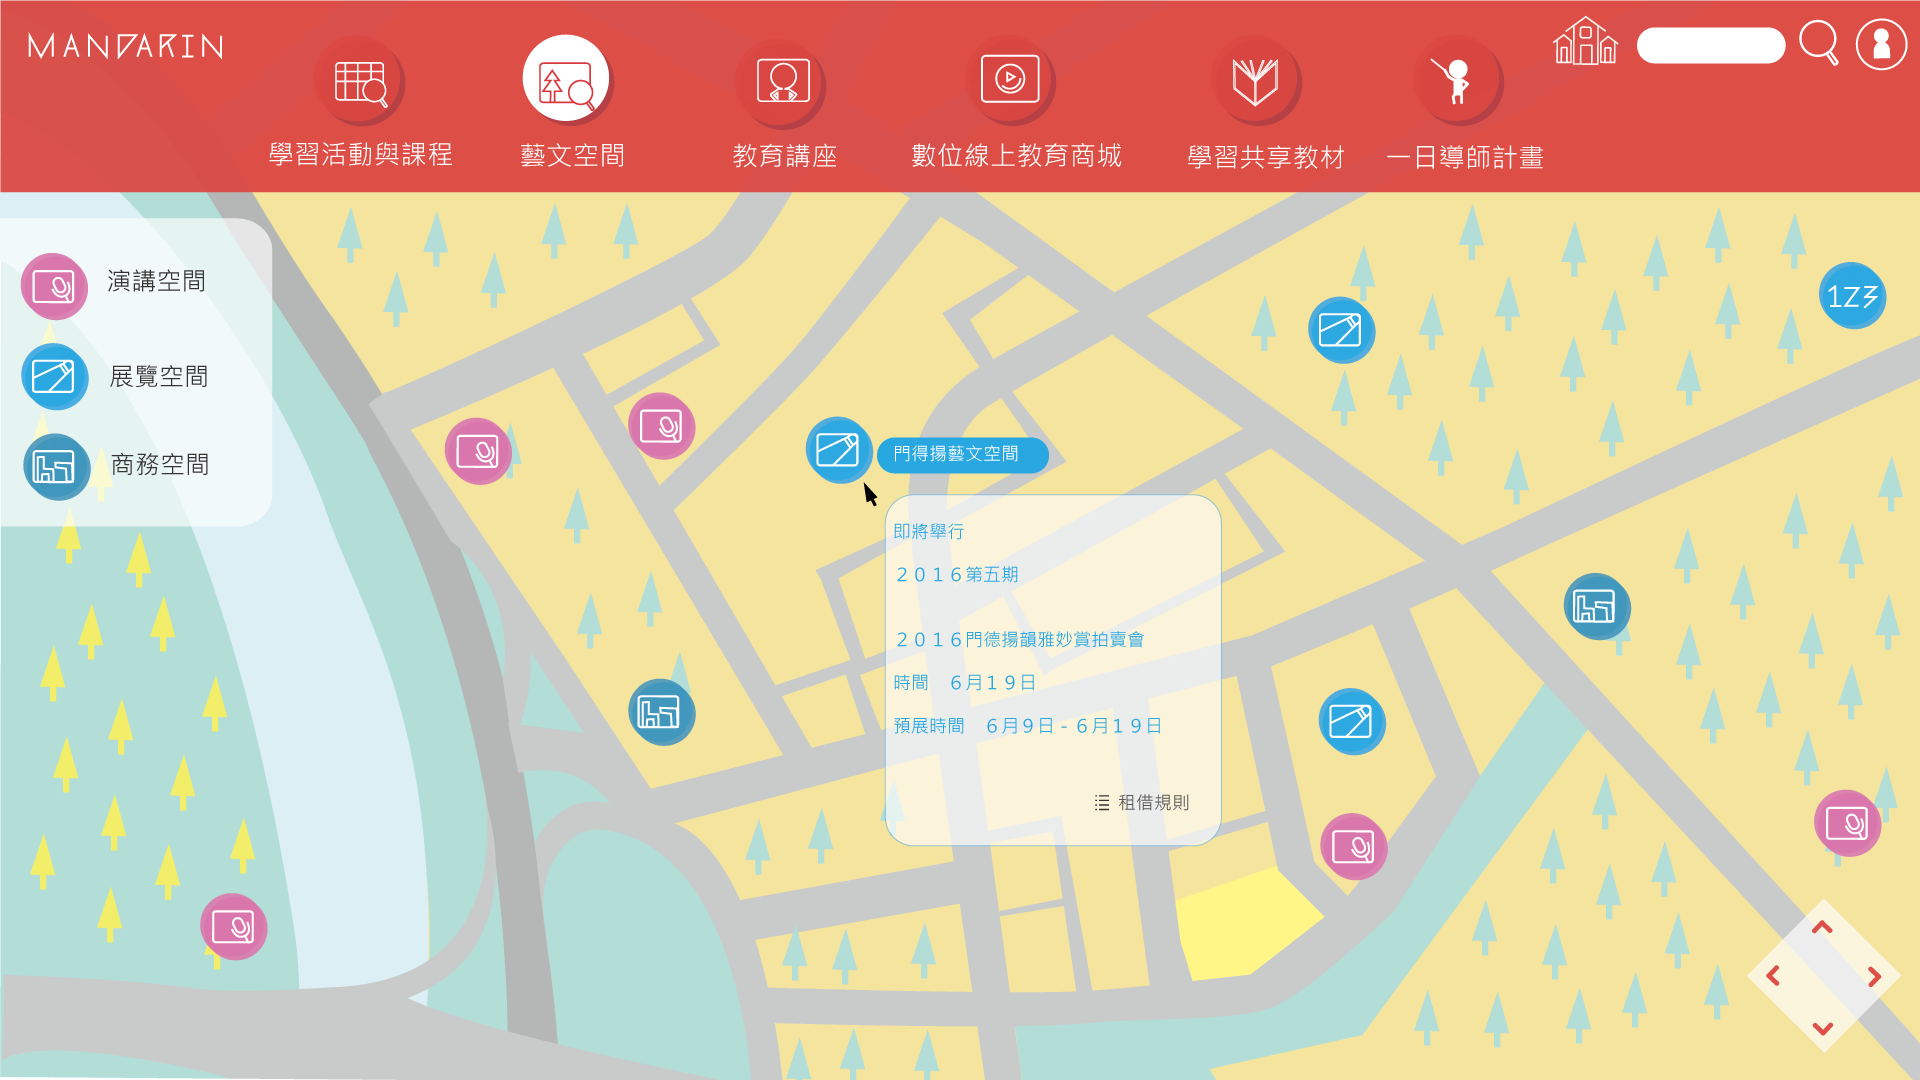 MANDARIN
學習活動與課程
藝文空間
教育講座
數位線上教育商城
學習共享教材
一日導師計畫
演講空間
展覽空間
商務空間
門得揚藝文空間
即將舉行
2016第五期
2016門德揚韻雅妙賞拍賣會
時間 6月19日
預展時間 6月9日-6月19日
租借規則